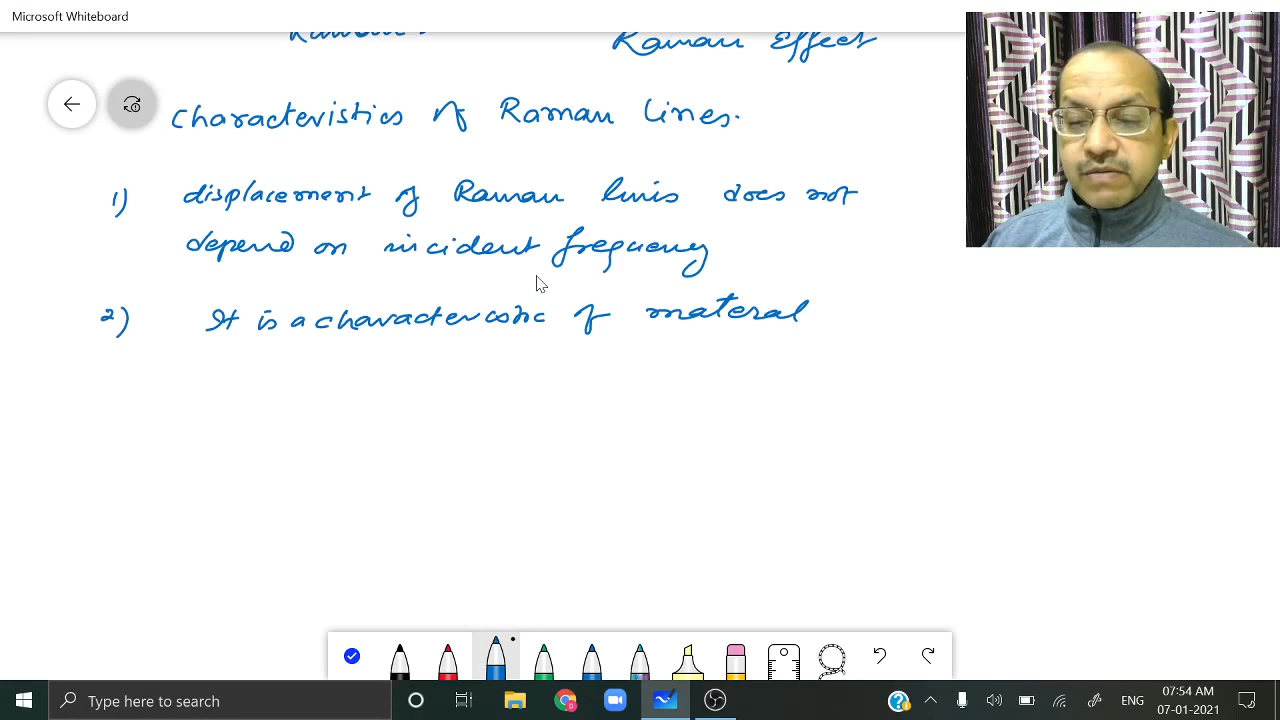 Microsoft Whiteboard
Raman Effect
characteristics of Raman lines.
1) displacement of Raman lines does not
depend on incident frequency
2) It is a characteristic of materal
Type here to search
ENG
07:54 AM
07-01-2021